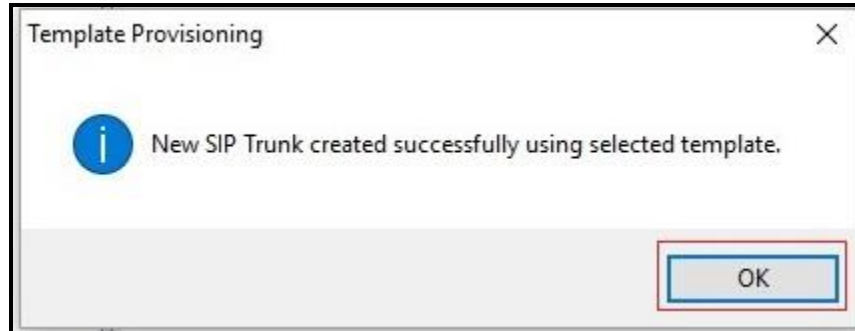 Template Provisioning
New SIP Trunk created successfully using selected template.
OK